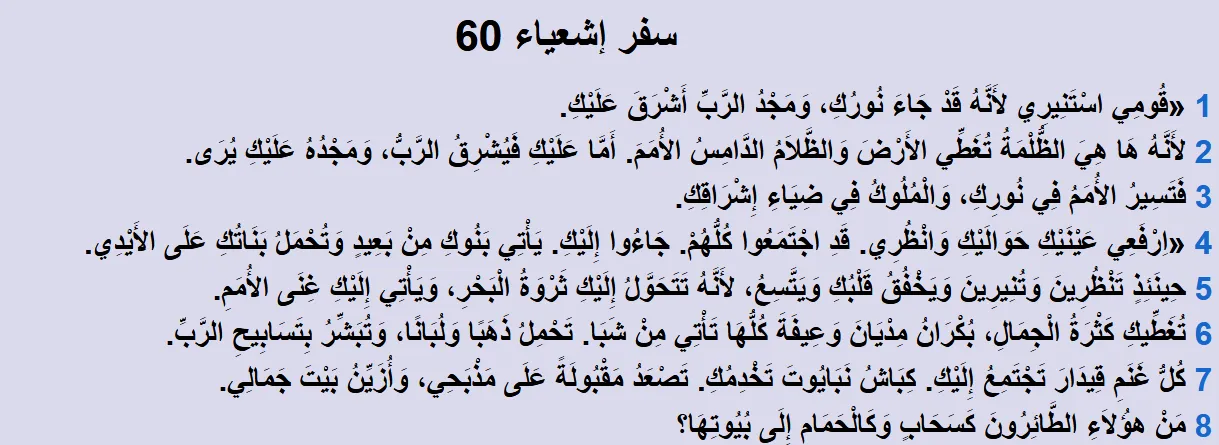 سفر إشعياء 60
1 «قُومِي اسْتَنِيرِي لأَنَّهُ قَدْ جَاءَ نُورُكِ، وَمَجْدُ الرَّبِّ أَشْرَقَ عَلَيْكِ.
2 لأَنَّهُ هَا هِيَ الظُّلْمَةُ تُغَطِّي الأَرْضَ وَالظَّلاَمُ الدَّامِسُ الأُمَمَ. أَمَّا عَلَيْكِ فَيُشْرِقُ الرَّبُّ، وَمَجْدُهُ عَلَيْكِ يُرَى.
3 فَتَسِيرُ الأُمَمُ فِي نُورِكِ، وَالْمُلُوكُ فِي ضِيَاءِ إِشْرَاقِكِ.
4 «اِرْفَعِي عَيْنَيْكِ حَوَالَيْكِ وَانْظُرِي. قَدِ اجْتَمَعُوا كُلُّهُمْ. جَاءُوا إِلَيْكِ. يَأْتِي بَنُوكِ مِنْ بَعِيدٍ وَتُحْمَلُ بَنَاتُكِ عَلَى الأَيْدِي.
5 حِينَئِذٍ تَنْظُرِينَ وَتُنِيرِينَ وَيَخْفُقُ قَلْبُكِ وَيَتَّسِعُ، لأَنَّهُ تَتَحَوَّلُ إِلَيْكِ ثَرْوَةُ الْبَحْرِ، وَيَأْتِي إِلَيْكِ غِنَى الأُمَمِ.
6 تُغَطِّيكِ كَثْرَةُ الْجِمَالِ، بُكْرَانُ مِدْيَانَ وَعِيفَةَ كُلُّهَا تَأْتِي مِنْ شَبَا. تَحْمِلُ ذَهَبًا وَلُبَانًا، وَتُبَشِّرُ بِتَسَابِيحِ الرَّبِّ.
7 كُلُّ غَنَمِ قِيدَارَ تَجْتَمِعُ إِلَيْكِ. كِبَاشُ نَبَايُوتَ تَخْدِمُكِ. تَصْعَدُ مَقْبُولَةً عَلَى مَذْبَحِي، وَأُزَيِّنُ بَيْتَ جَمَالِي.
8 مَنْ هؤُلاَءِ الطَّائِرُونَ كَسَحَابٍ وَكَالْحَمَامِ إِلَى بُيُوتِهَا؟